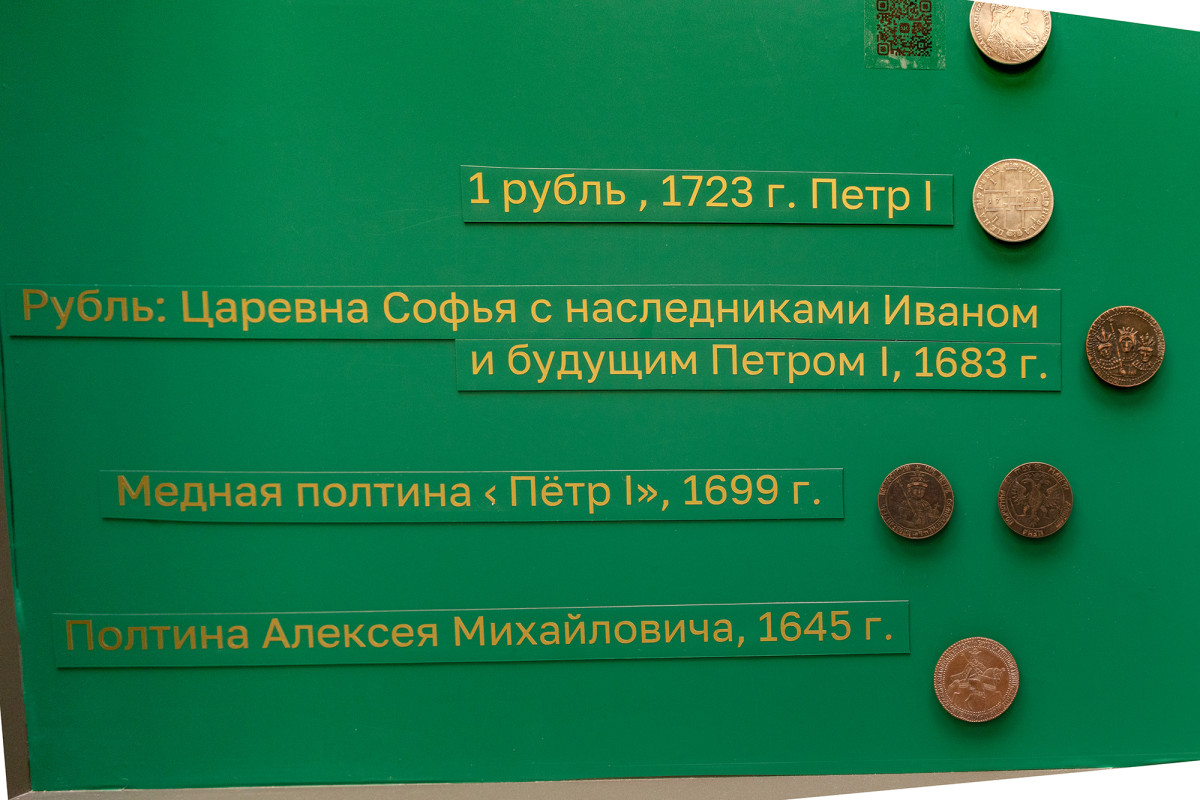 1 рубль , 1723 г. Петр I
Рубль: Царевна Софья с наследниками Иваном
и будущим Петром I, 1683 г.
Медная полтина ‹ Пётр I», 1699 г.
Полтина Алексея Михайловича, 1645 г.